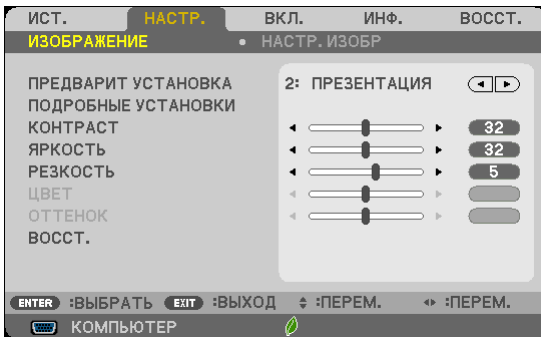 ИСТ. НАСТР. ВКЛ. ИНФ. ВОССТ.
ИЗОБРАЖЕНИЕ • НАСТР. ИЗОБР
ПРЕДВАРИТ УСТАНОВКА 2: ПРЕЗЕНТАЦИЯ
ПОДРОБНЫЕ УСТАНОВКИ
КОНТРАСТ 32
ЯРКОСТЬ 32
РЕЗКОСТЬ 5
ЦВЕТ
ОТТЕНОК
ВОССТ.
ENTER :ВЫБРАТЬ EXIT :ВЫХОД :ПЕРЕМ. :ПЕРЕМ.
КОМПЬЮТЕР